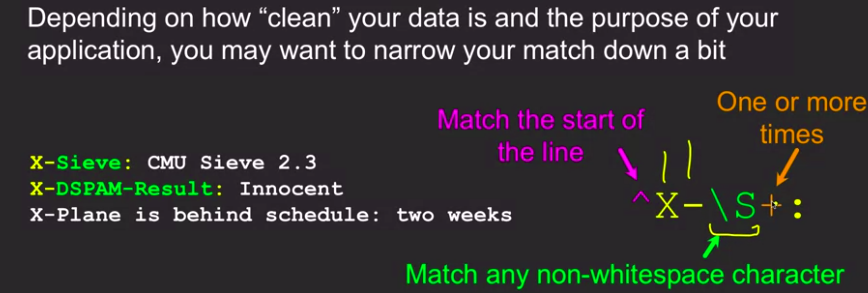 Depending on how “clean” your data is and the purpose of your
application, you may want to narrow your match down a bit
Match the start of
the line
One or more
times
X-Sieve: CMU Sieve 2.3
X-DSPAM-Result: Innocent
X-Plane is behind schedule: two weeks
^X-\S+:
Match any non-whitespace character